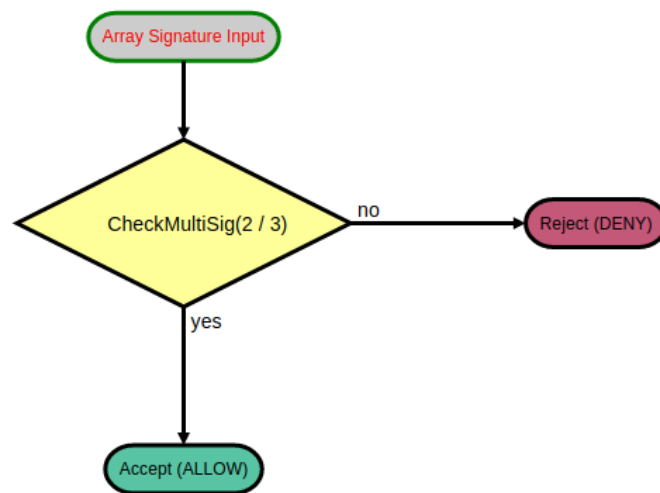 Array Signature Input
CheckMultiSig(2 / 3)
no
Reject (DENY)
yes
Accept (ALLOW)